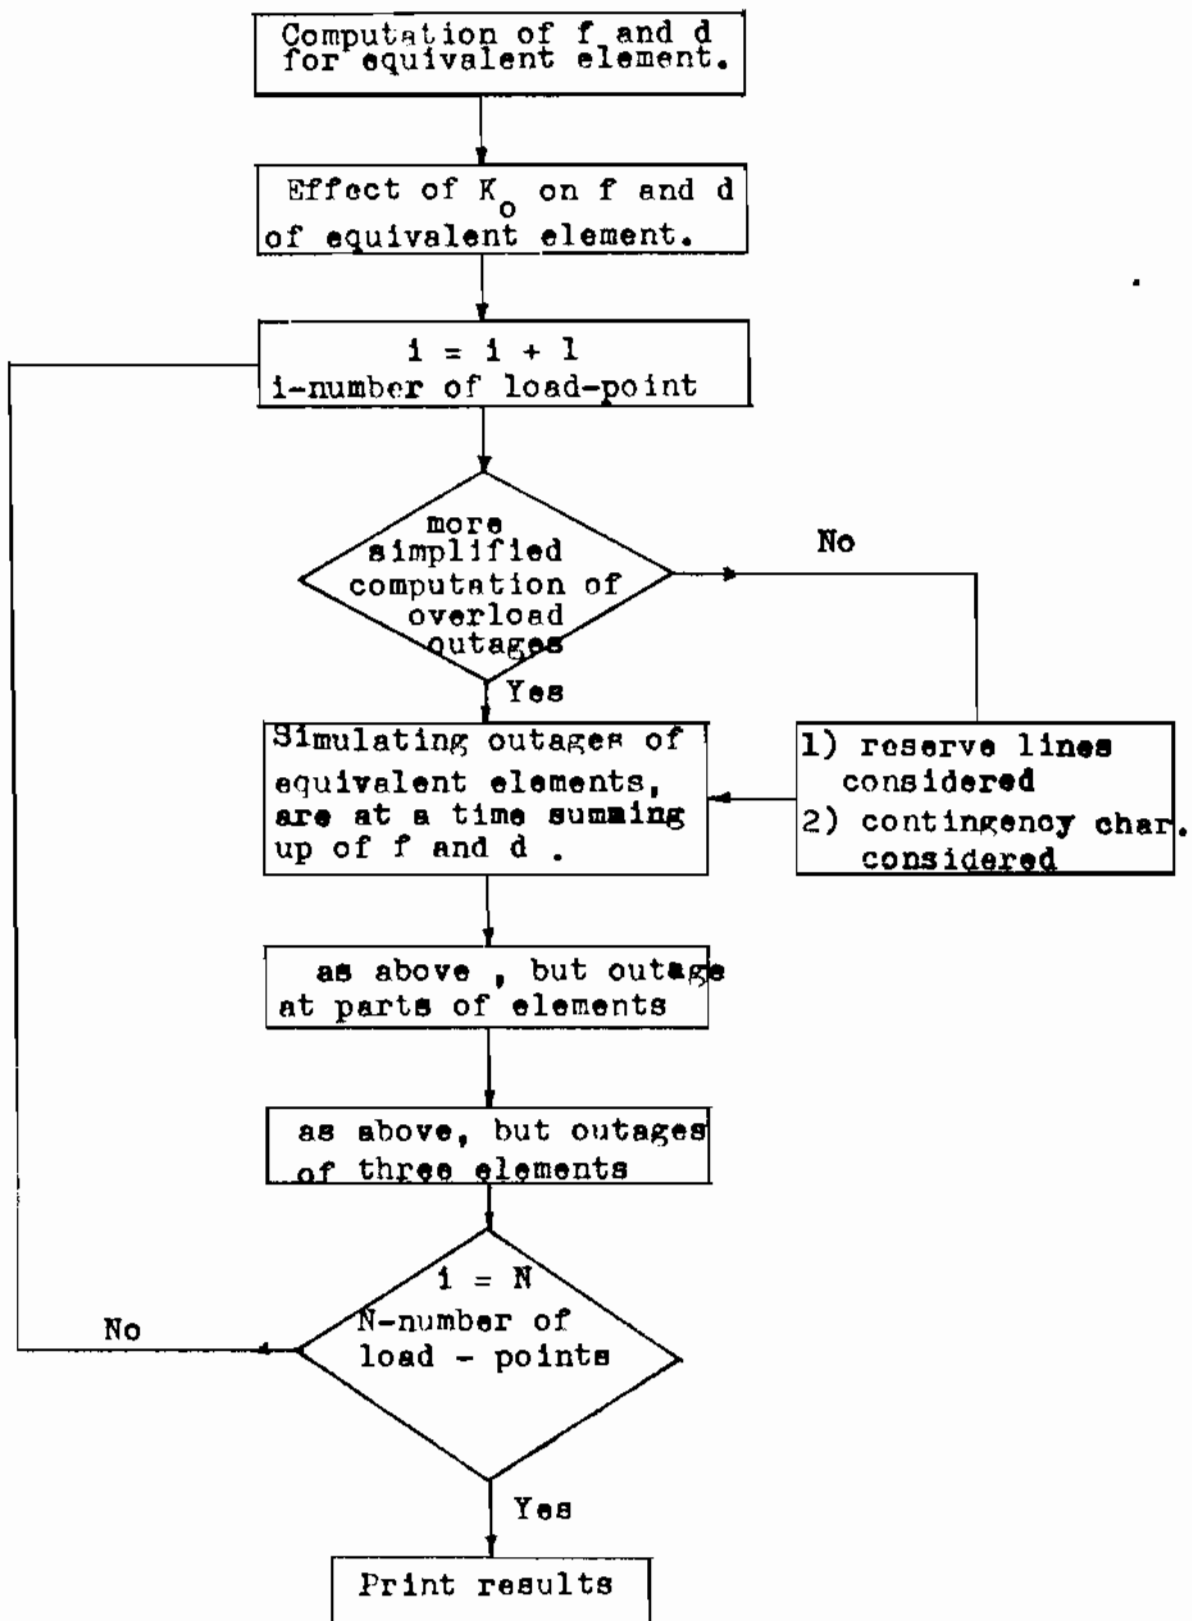 Computation of f and d
for equivalent element.
Effect of Ko on f and d
of equivalent element.
i = i + 1
i-number of load-point
more
simplified
computation of
overload
outages
No
Yes
Simulating outages of
equivalent elements,
are at a time summing
up of f and d .
1) reserve lines
considered
2) contingency char.
considered
as above , but outage
at parts of elements
as above, but outages
of three elements
i = N
N-number of
load - points
No
Yes
Print results